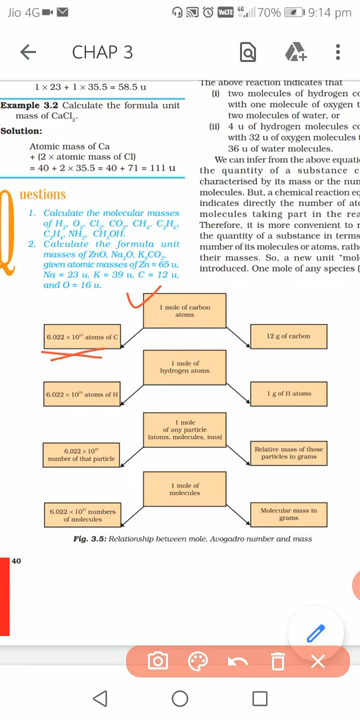 Jio 4G 70% 9:14 pm
CHAP 3
1 × 23 + 1 × 35.5 = 58.5 u
Example 3.2 Calculate the formula unit
mass of CaCl₂.
Solution:
Atomic mass of Ca
+ (2 × atomic mass of Cl)
= 40 + 2 × 35.5 = 40 + 71 = 111 u
Questions
1. Calculate the molecular masses
of H₂, O₂, Cl₂, CO₂, CH₄, C₂H₆,
C₂H₄, NH₃, CH₃OH.
2. Calculate the formula unit
masses of ZnO, Na₂O, K₂CO₃,
given atomic masses of Zn = 65 u,
Na = 23 u, K = 39 u, C = 12 u,
and O = 16 u.
The above reaction indicates that
(i) two molecules of hydrogen co
with one molecule of oxygen t
two molecules of water, or
(ii) 4 u of hydrogen molecules co
with 32 u of oxygen molecules
36 u of water molecules.
We can infer from the above equati
the quantity of a substance c
characterised by its mass or the nun
molecules. But, a chemical reaction eq
indicates directly the number of ato
molecules taking part in the rea
Therefore, it is more convenient to r
the quantity of a substance in terms
number of its molecules or atoms, rathe
their masses. So, a new unit "mol
introduced. One mole of any species (
1 mole of carbon
atoms
6.022 × 10²³ atoms of C
12 g of carbon
1 mole of
hydrogen atoms
6.022 × 10²³ atoms of H
1 g of H atoms
1 mole
of any particle
(atoms, molecules, ions)
6.022 × 10²³
number of that particle
Relative mass of those
particles in grams
1 mole of
molecules
6.022 × 10²³ numbers
of molecules
Molecular mass in
grams
Fig. 3.5: Relationship between mole, Avogadro number and mass
40